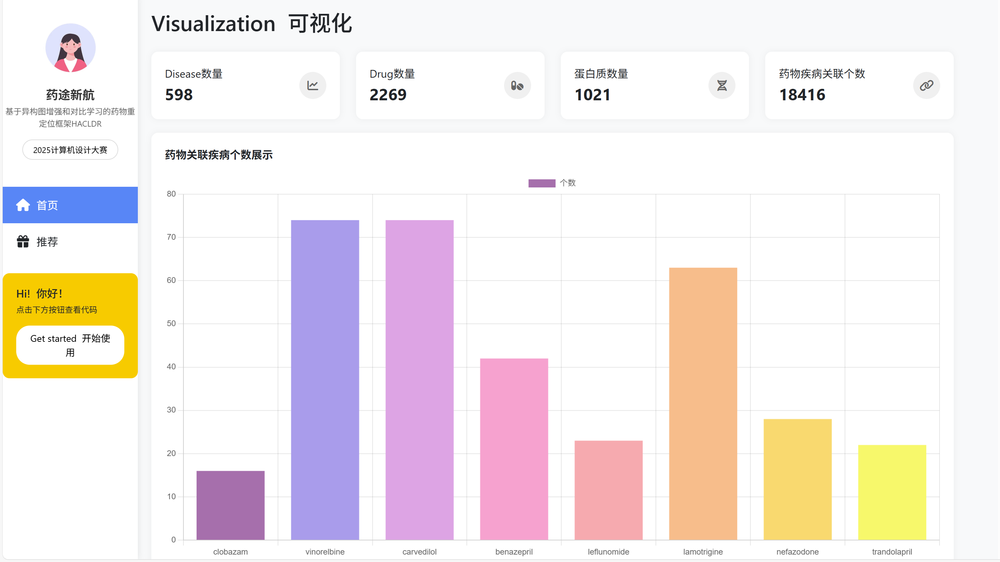 药途新航
基于异构图增强和对比学习的药物重
定位框架HACLDR
2025计算机设计大赛
首页
推荐
Hi!  你好！
点击下方按钮查看代码
Get started  开始使
用
Visualization  可视化
Disease数量
598
Drug数量
2269
蛋白质数量
1021
药物疾病关联个数
18416
药物关联疾病个数展示
个数
80
70
60
50
40
30
20
10
0
clobazam vinorelbine carvedilol benazepril leflunomide lamotrigine nefazodone trandolapril